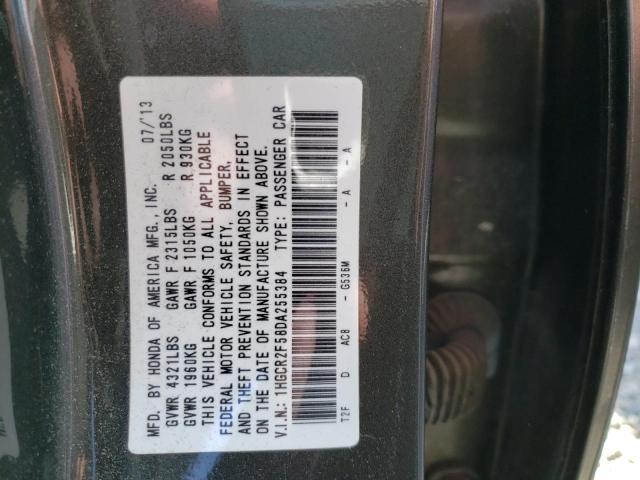 MFD. BY HONDA OF AMERICA MFG., INC. 07/'13
GVWR 4321LBS GAWR F 2315LBS R 2050LBS
GVWR 1960KG GAWR F 1050KG R 930KG
THIS VEHICLE CONFORMS TO ALL APPLICABLE
FEDERAL MOTOR VEHICLE SAFETY, BUMPER,
AND THEFT PREVENTION STANDARDS IN EFFECT
ON THE DATE OF MANUFACTURE SHOWN ABOVE.
V.I.N.: 1HGCR2F58DA255384 TYPE: PASSENGER CAR
T2F D AC8 - G536M - A - A